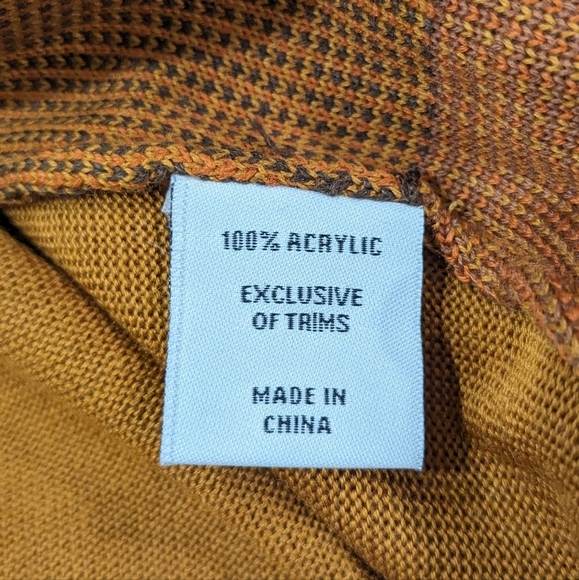 100% ACRYLIC
EXCLUSIVE
OF TRIMS
MADE IN
CHINA